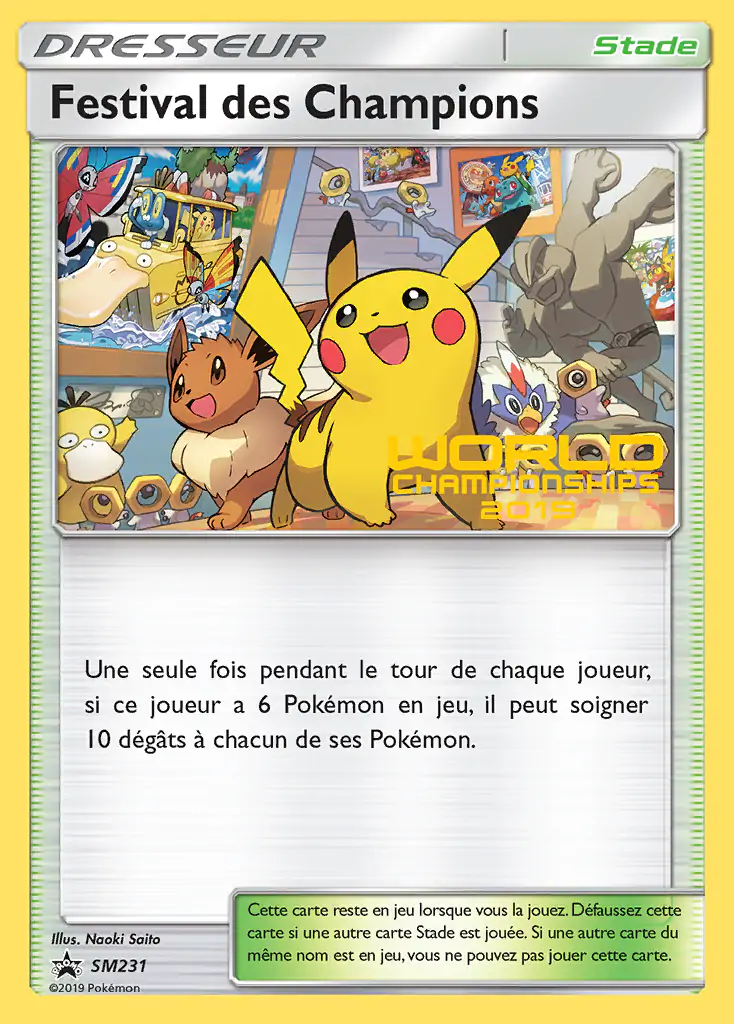 DRESSEUR
Stade
Festival des Champions
WORLD
CHAMPIONSHIPS
2019
Une seule fois pendant le tour de chaque joueur,
si ce joueur a 6 Pokémon en jeu, il peut soigner
10 dégâts à chacun de ses Pokémon.
Cette carte reste en jeu lorsque vous la jouez. Défaussez cette
carte si une autre carte Stade est jouée. Si une autre carte du
même nom est en jeu, vous ne pouvez pas jouer cette carte.
Illus. Naoki Saito
SM231
©2019 Pokémon